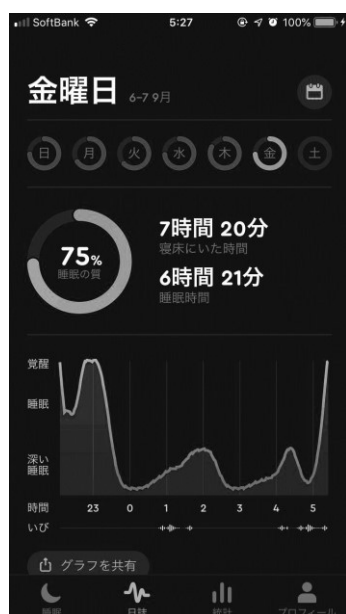 SoftBank 5:27 100%
金曜日 6-7 9月
日 月 火 水 木 金 土
75%
睡眠の質
7時間 20分
寝床にいた時間
6時間 21分
睡眠時間
覚醒
睡眠
深い
睡眠
時間 23 0 1 2 3 4 5
いび
グラフを共有
睡眠 日誌 統計 プロフィール